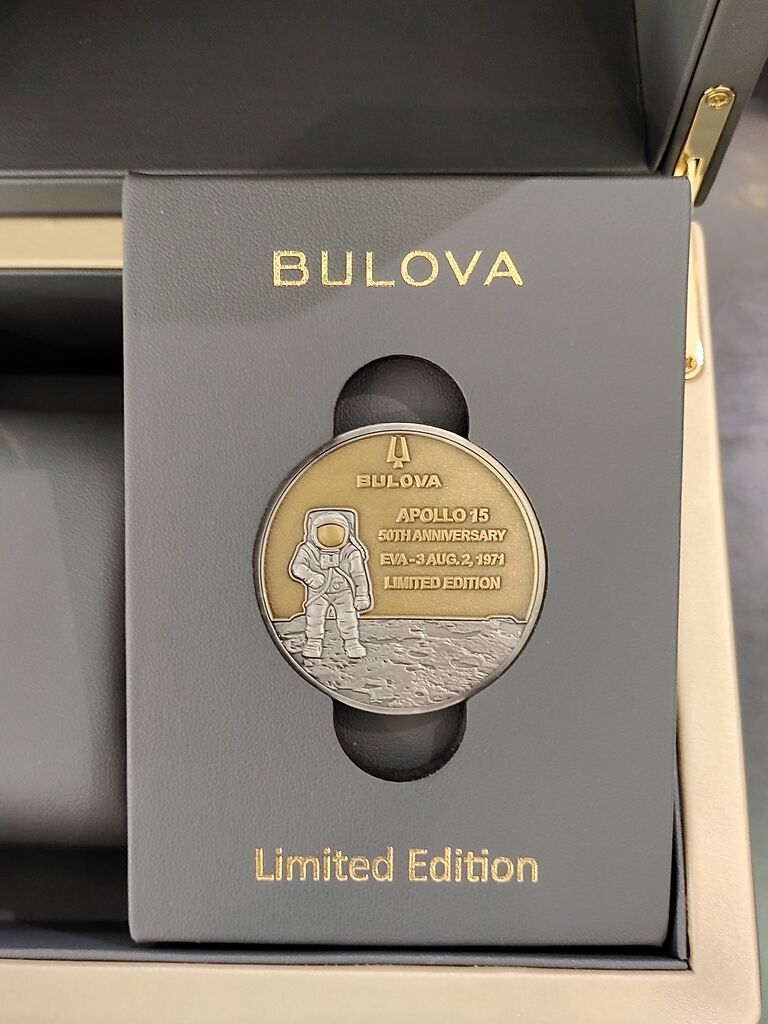 BULOVA
BULOVA
APOLLO 15
50TH ANNIVERSARY
EVA - 3 AUG. 2, 1971
LIMITED EDITION
Limited Edition